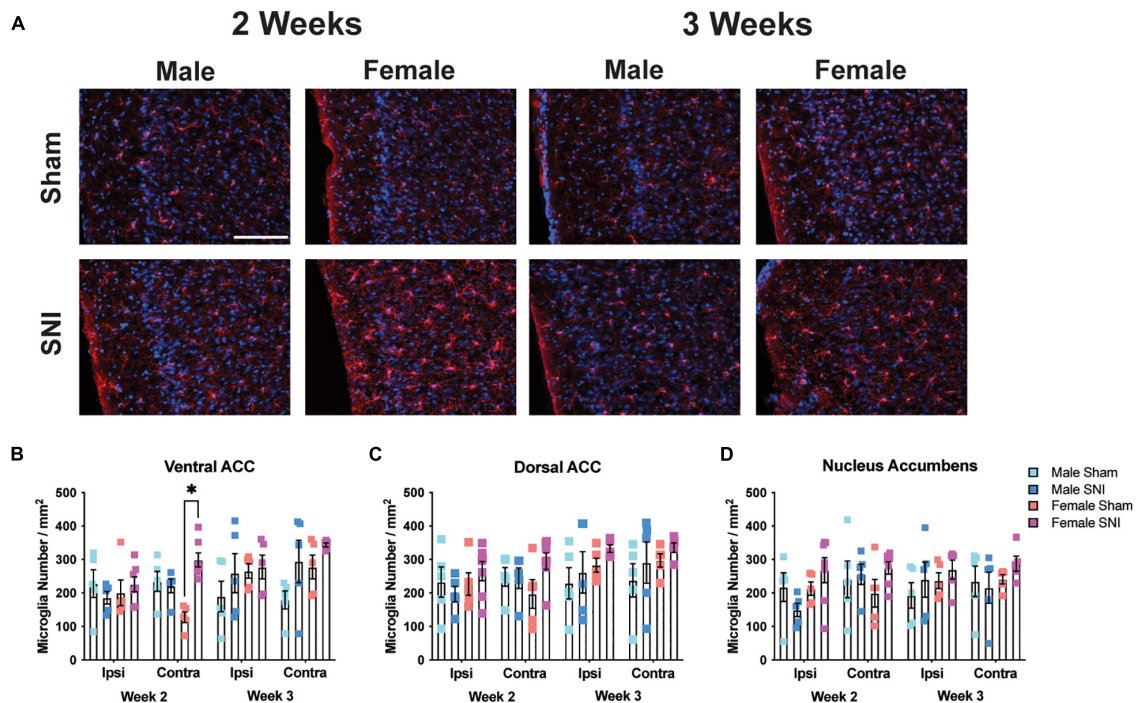 A
2 Weeks
3 Weeks
Male
Female
Male
Female
Sham
SNI
B
Ventral ACC
Microglia Number / mm²
500
400
300
200
100
0
*
Ipsi
Contra
Ipsi
Contra
Week 2
Week 3
C
Dorsal ACC
Microglia Number / mm²
500
400
300
200
100
0
Ipsi
Contra
Ipsi
Contra
Week 2
Week 3
D
Nucleus Accumbens
Microglia Number / mm²
500
400
300
200
100
0
Ipsi
Contra
Ipsi
Contra
Week 2
Week 3
Male Sham
Male SNI
Female Sham
Female SNI